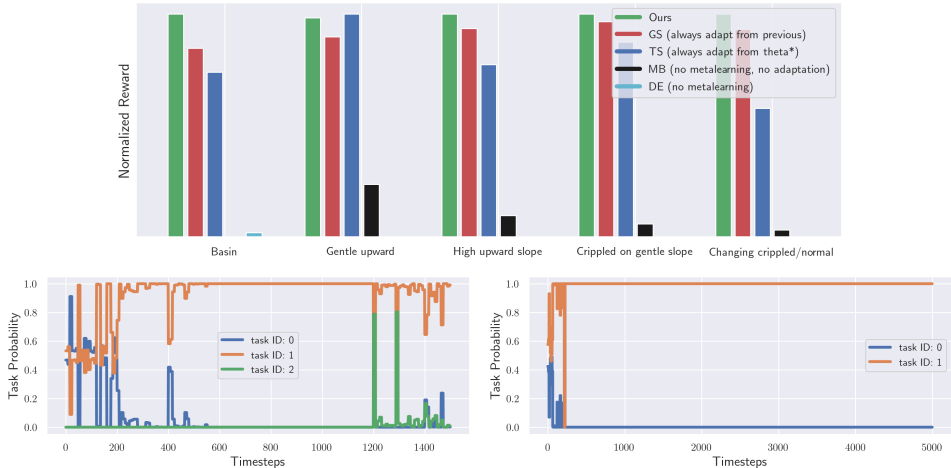 Normalized Reward
Ours
GS (always adapt from previous)
TS (always adapt from theta*)
MB (no metalearning, no adaptation)
DE (no metalearning)
Basin
Gentle upward
High upward slope
Crippled on gentle slope
Changing crippled/normal
Task Probability
1.0
0.8
0.6
0.4
0.2
0.0
task ID: 0
task ID: 1
task ID: 2
0
200
400
600
800
1000
1200
1400
Timesteps
Task Probability
1.0
0.8
0.6
0.4
0.2
0.0
task ID: 0
task ID: 1
0
1000
2000
3000
4000
5000
Timesteps